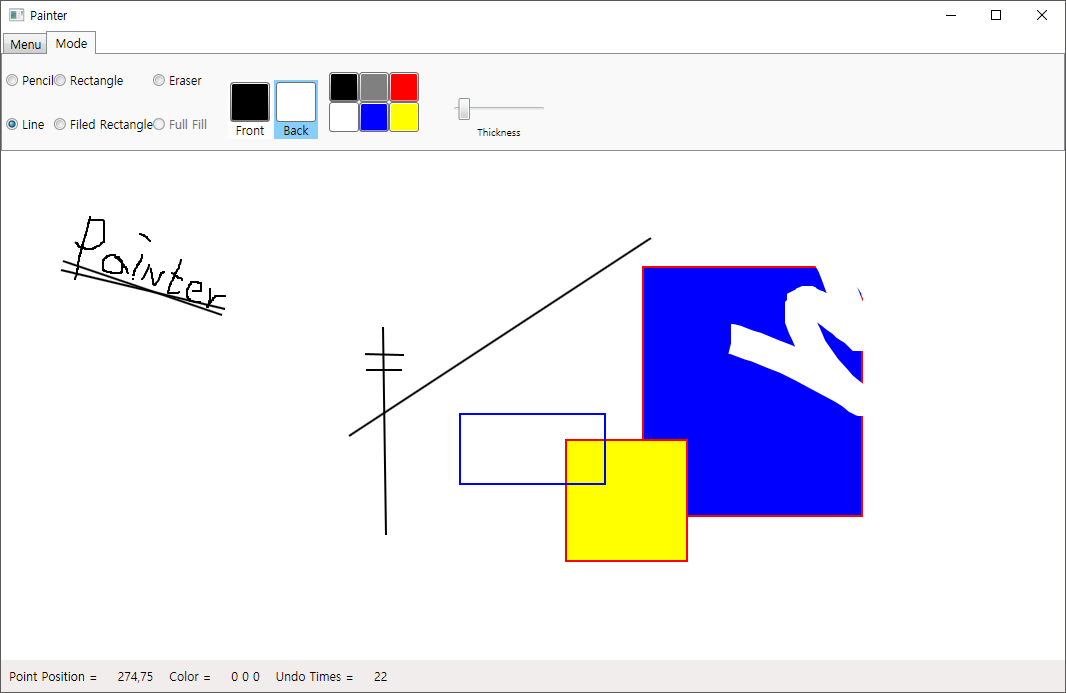 Painter
Menu Mode
Pencil Rectangle Eraser
Line Filed Rectangle Full Fill
Front Back
Thickness
Painter
Point Position = 274,75 Color = 0 0 0 Undo Times = 22